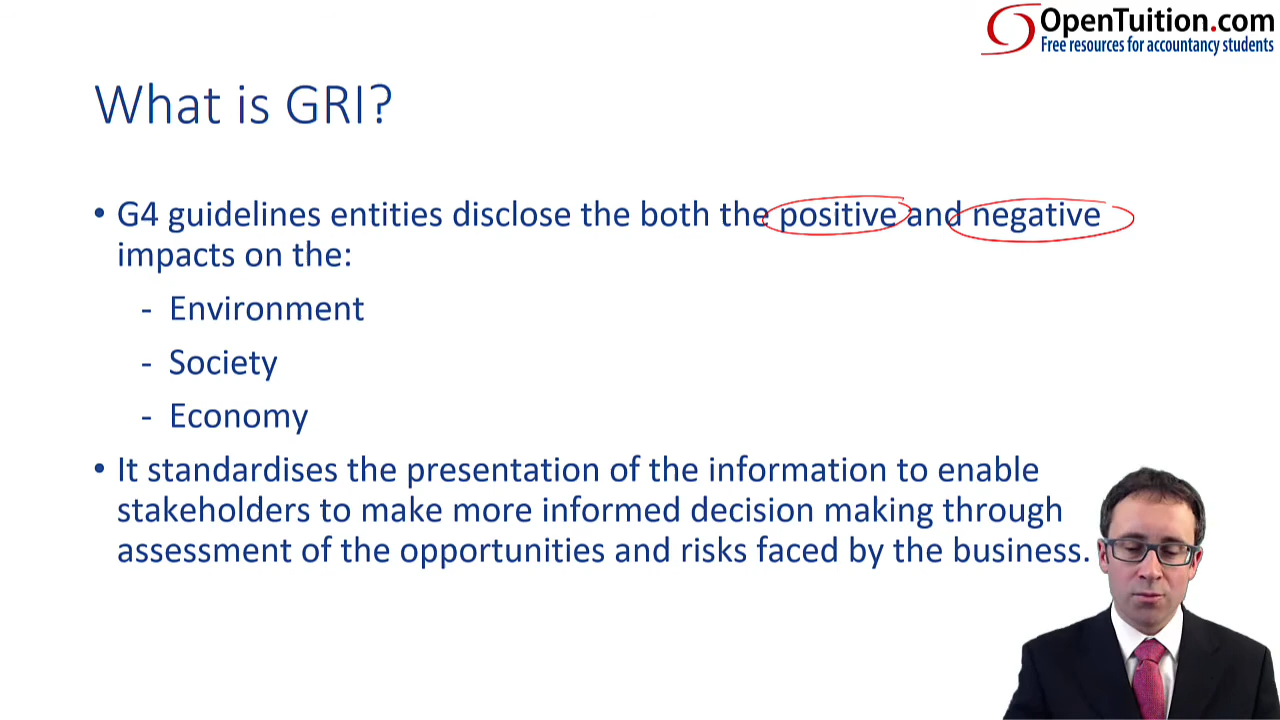 OpenTuition.com
Free resources for accountancy students
What is GRI?
• G4 guidelines entities disclose the both the positive and negative
impacts on the:
- Environment
- Society
- Economy
• It standardises the presentation of the information to enable
stakeholders to make more informed decision making through
assessment of the opportunities and risks faced by the business.